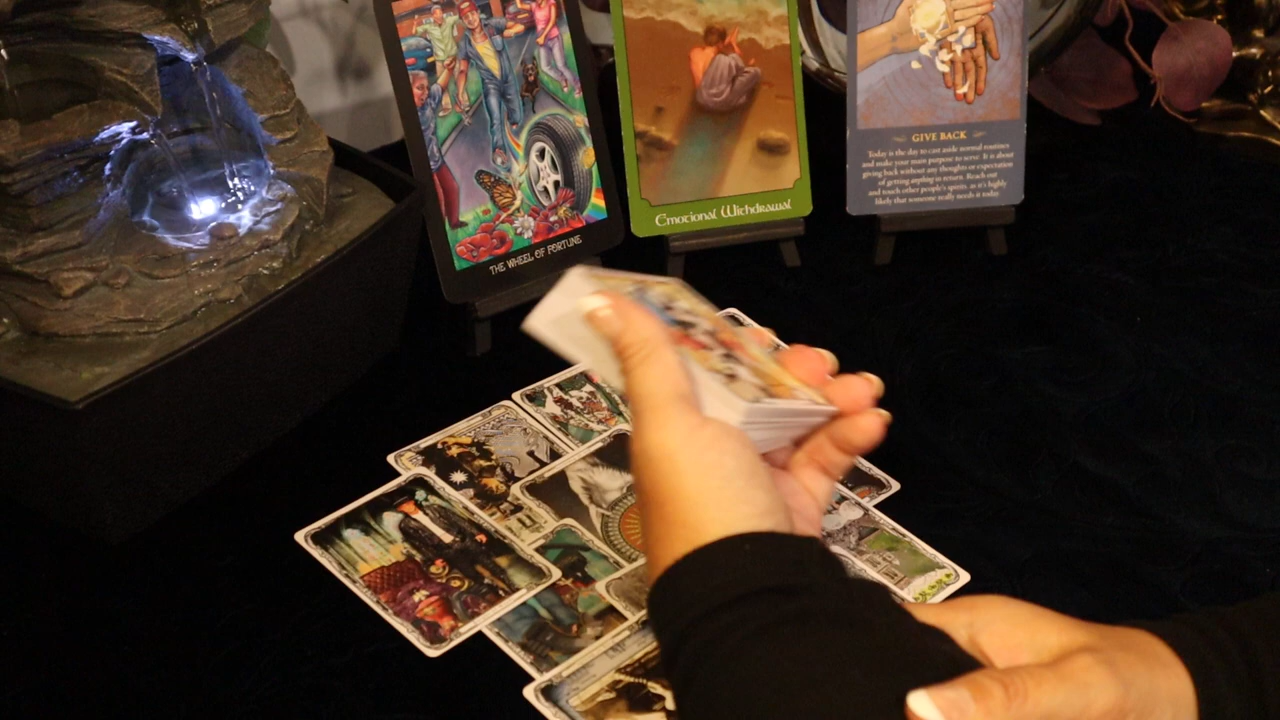 THE WHEEL OF FORTUNE
Emotional Withdrawal
GIVE BACK
Today is the day to cast aside normal routines
and make your main purpose to serve. It is about
giving back without any thoughts or expectation
of getting anything in return. Reach out
and touch other people's spirits, as it's highly
likely that someone really needs it today